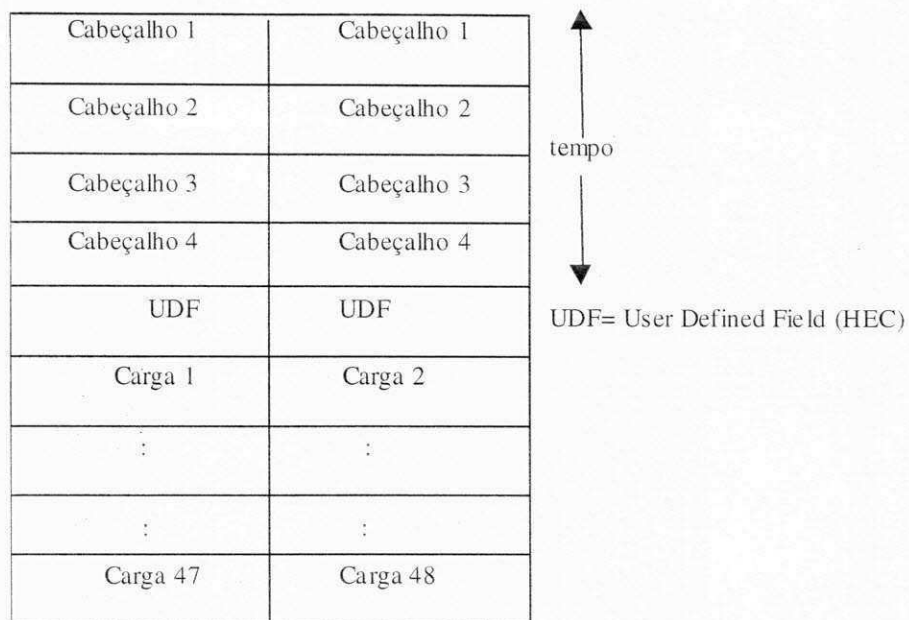 Cabeçalho 1 Cabeçalho 1
Cabeçalho 2 Cabeçalho 2
tempo
Cabeçalho 3 Cabeçalho 3
Cabeçalho 4 Cabeçalho 4
UDF UDF
UDF= User Defined Field (HEC)
Carga 1 Carga 2
: :
: :
Carga 47 Carga 48